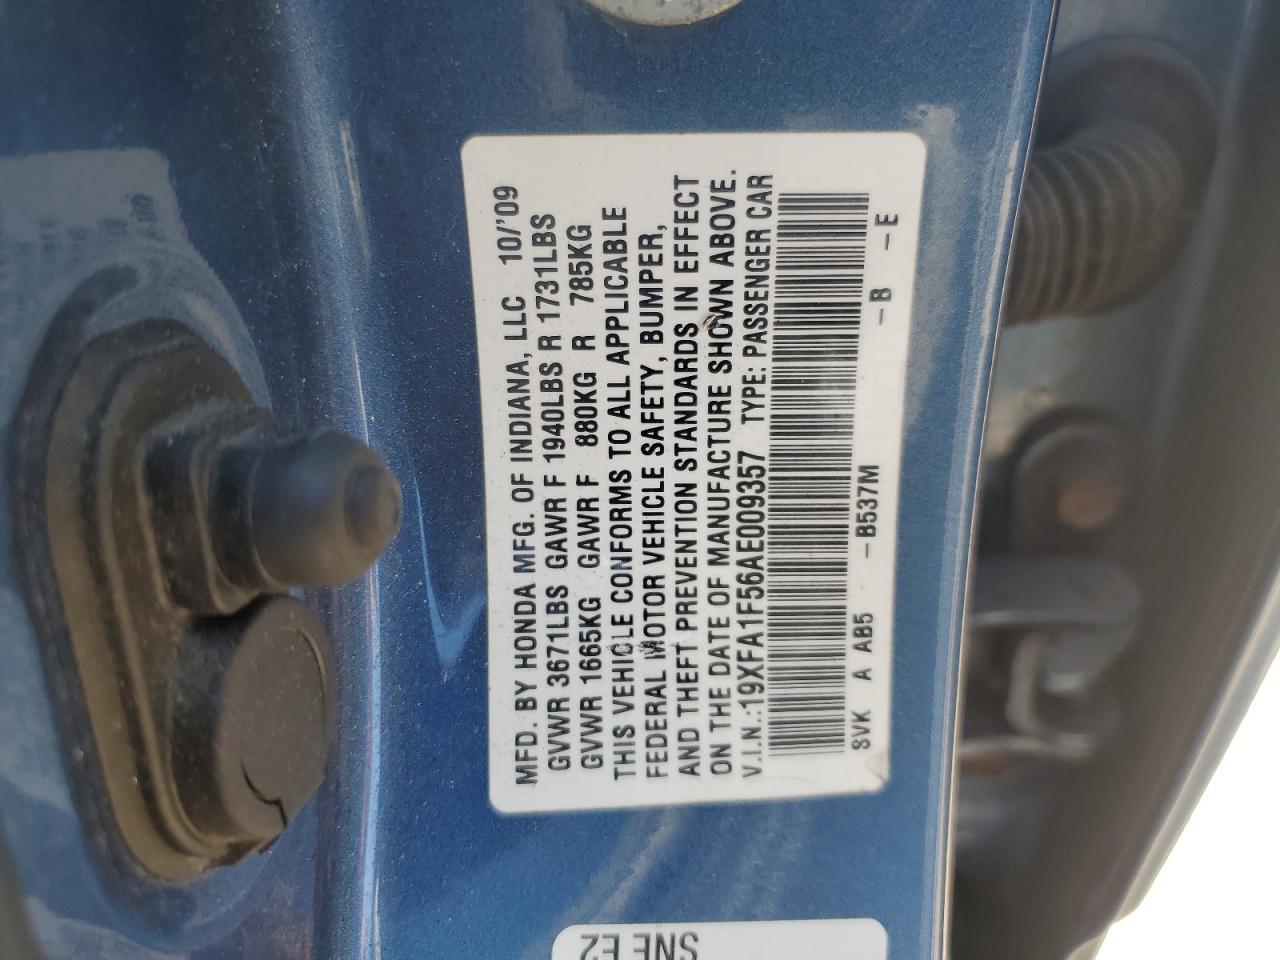 MFD. BY HONDA MFG. OF INDIANA, LLC 10/'09
GVWR 3671LBS GAWR F 1940LBS R 1731LBS
GVWR 1665KG GAWR F 880KG R 785KG
THIS VEHICLE CONFORMS TO ALL APPLICABLE
FEDERAL MOTOR VEHICLE SAFETY, BUMPER,
AND THEFT PREVENTION STANDARDS IN EFFECT
ON THE DATE OF MANUFACTURE SHOWN ABOVE.
V.I.N.:19XFA1F56AE009357 TYPE: PASSENGER CAR
SVK A AB5 -B537M -B -E
SNE E2